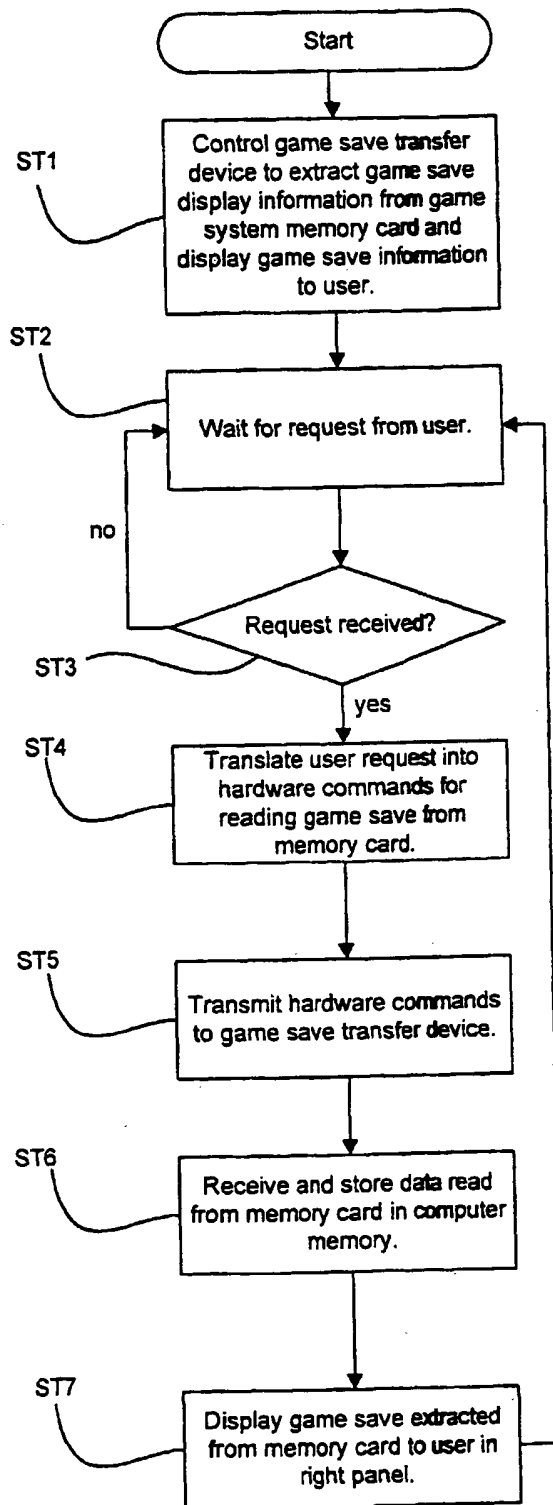 Start
ST1
Control game save transfer
device to extract game save
display information from game
system memory card and
display game save information
to user.
ST2
Wait for request from user.
no
Request received?
ST3
yes
ST4
Translate user request into
hardware commands for
reading game save from
memory card.
ST5
Transmit hardware commands
to game save transfer device.
ST6
Receive and store data read
from memory card in computer
memory.
ST7
Display game save extracted
from memory card to user in
right panel.